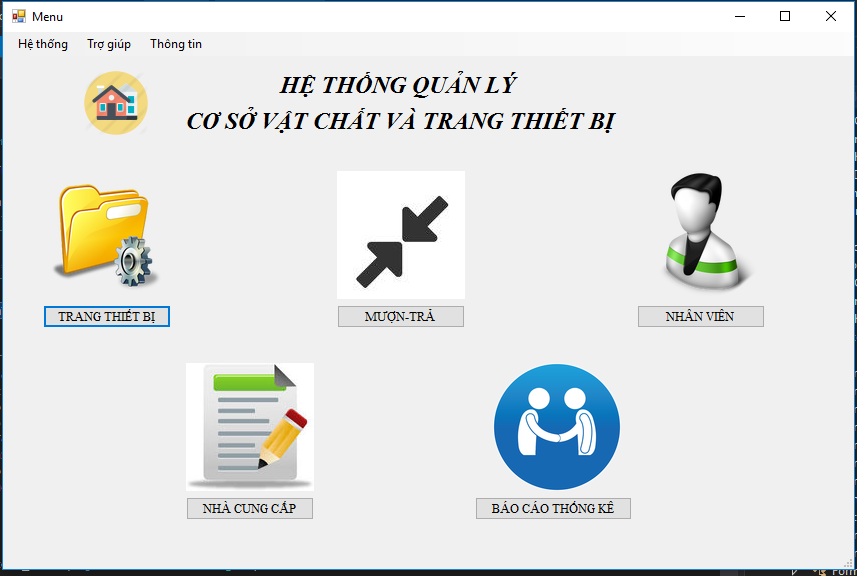 Menu
Hệ thống Trợ giúp Thông tin
HỆ THỐNG QUẢN LÝ
CƠ SỞ VẬT CHẤT VÀ TRANG THIẾT BỊ
TRANG THIẾT BỊ
MƯỢN-TRẢ
NHÂN VIÊN
NHÀ CUNG CẤP
BÁO CÁO THỐNG KÊ